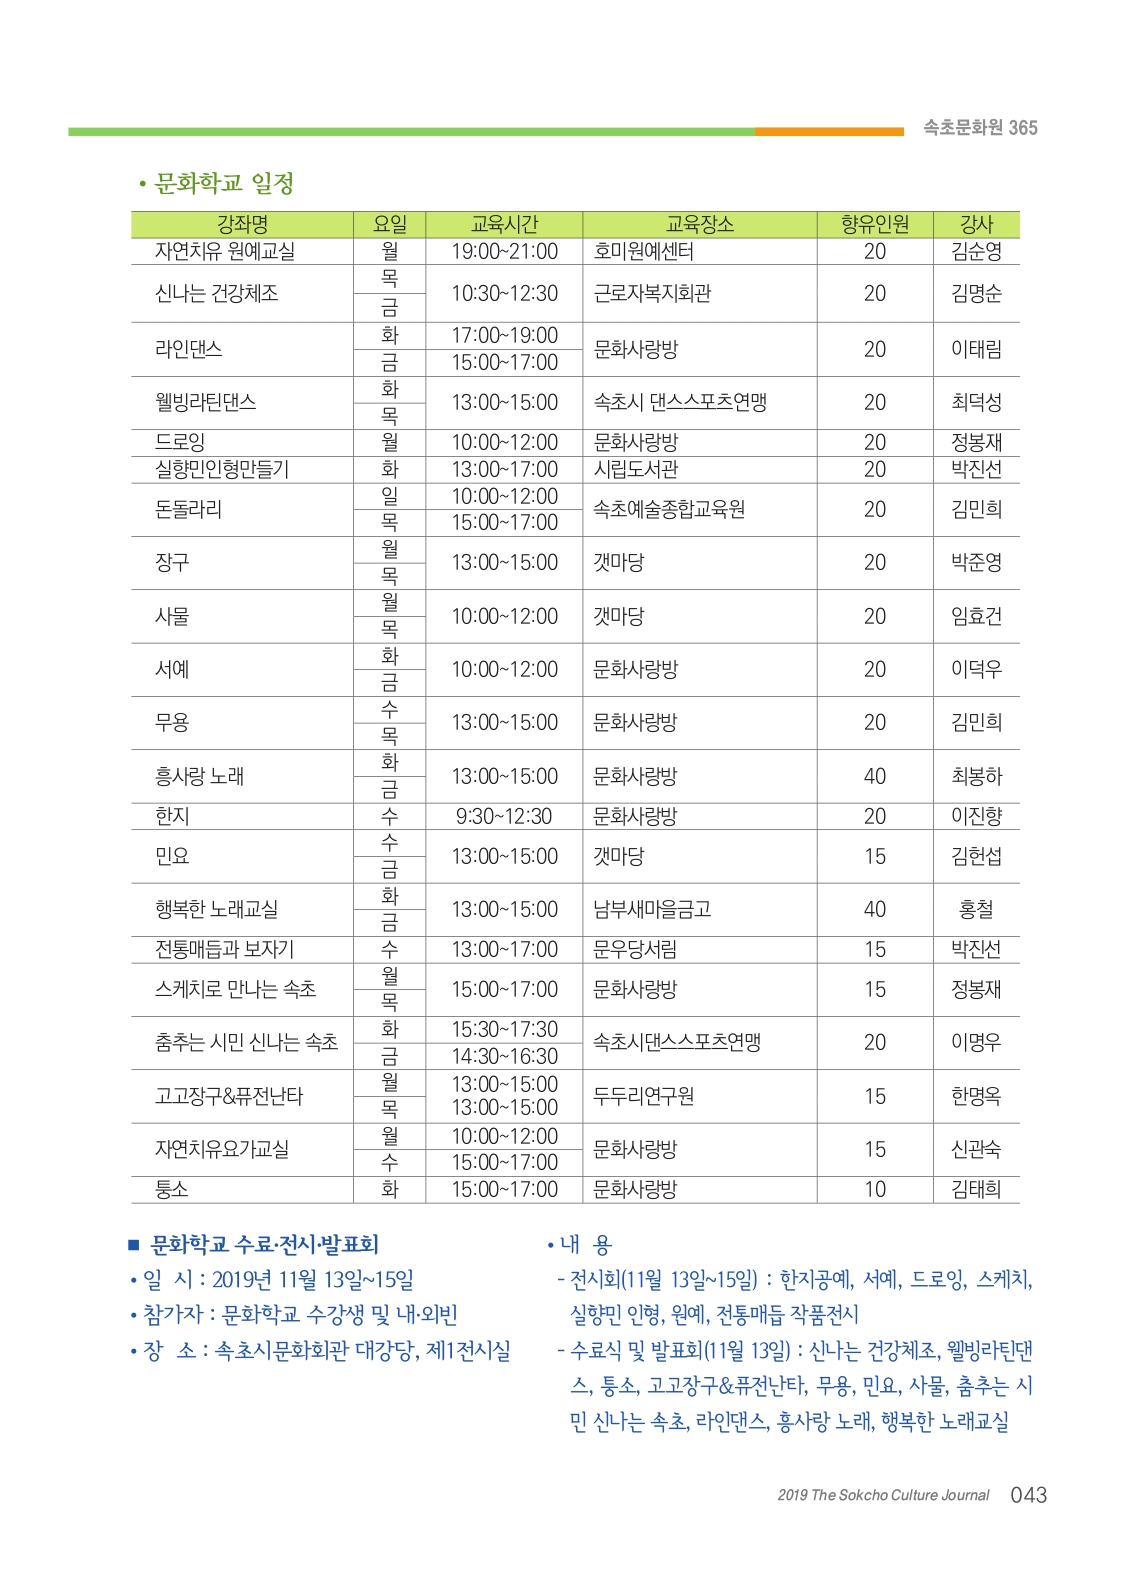 속초문화원 365
• 문화학교 일정
강좌명 요일 교육시간 교육장소 향유인원 강사
자연치유 원예교실 월 19:00~21:00 호미원예센터 20 김순영
신나는 건강체조 목 금 10:30~12:30 근로자복지회관 20 김명순
라인댄스 화 17:00~19:00 금 15:00~17:00 문화사랑방 20 이태림
웰빙라틴댄스 화 목 13:00~15:00 속초시 댄스스포츠연맹 20 최덕성
드로잉 월 10:00~12:00 문화사랑방 20 정봉재
실향민인형만들기 화 13:00~17:00 시립도서관 20 박진선
돈돌라리 일 10:00~12:00 목 15:00~17:00 속초예술종합교육원 20 김민희
장구 월 목 13:00~15:00 갯마당 20 박준영
사물 월 목 10:00~12:00 갯마당 20 임효건
서예 화 금 10:00~12:00 문화사랑방 20 이덕우
무용 수 목 13:00~15:00 문화사랑방 20 김민희
흥사랑 노래 화 금 13:00~15:00 문화사랑방 40 최봉하
한지 수 9:30~12:30 문화사랑방 20 이진향
민요 수 금 13:00~15:00 갯마당 15 김헌섭
행복한 노래교실 화 금 13:00~15:00 남부새마을금고 40 홍철
전통매듭과 보자기 수 13:00~17:00 문우당서림 15 박진선
스케치로 만나는 속초 월 목 15:00~17:00 문화사랑방 15 정봉재
춤추는 시민 신나는 속초 화 15:30~17:30 금 14:30~16:30 속초시댄스스포츠연맹 20 이명우
고고장구&퓨전난타 월 13:00~15:00 목 13:00~15:00 두두리연구원 15 한명옥
자연치유요가교실 월 10:00~12:00 수 15:00~17:00 문화사랑방 15 신관숙
퉁소 화 15:00~17:00 문화사랑방 10 김태희
■ 문화학교 수료·전시·발표회
• 일 시 : 2019년 11월 13일~15일
• 참가자 : 문화학교 수강생 및 내·외빈
• 장 소 : 속초시문화회관 대강당, 제1전시실
• 내 용
- 전시회(11월 13일~15일) : 한지공예, 서예, 드로잉, 스케치,
실향민 인형, 원예, 전통매듭 작품전시
- 수료식 및 발표회(11월 13일) : 신나는 건강체조, 웰빙라틴댄
스, 퉁소, 고고장구&퓨전난타, 무용, 민요, 사물, 춤추는 시
민 신나는 속초, 라인댄스, 흥사랑 노래, 행복한 노래교실
2019 The Sokcho Culture Journal 043